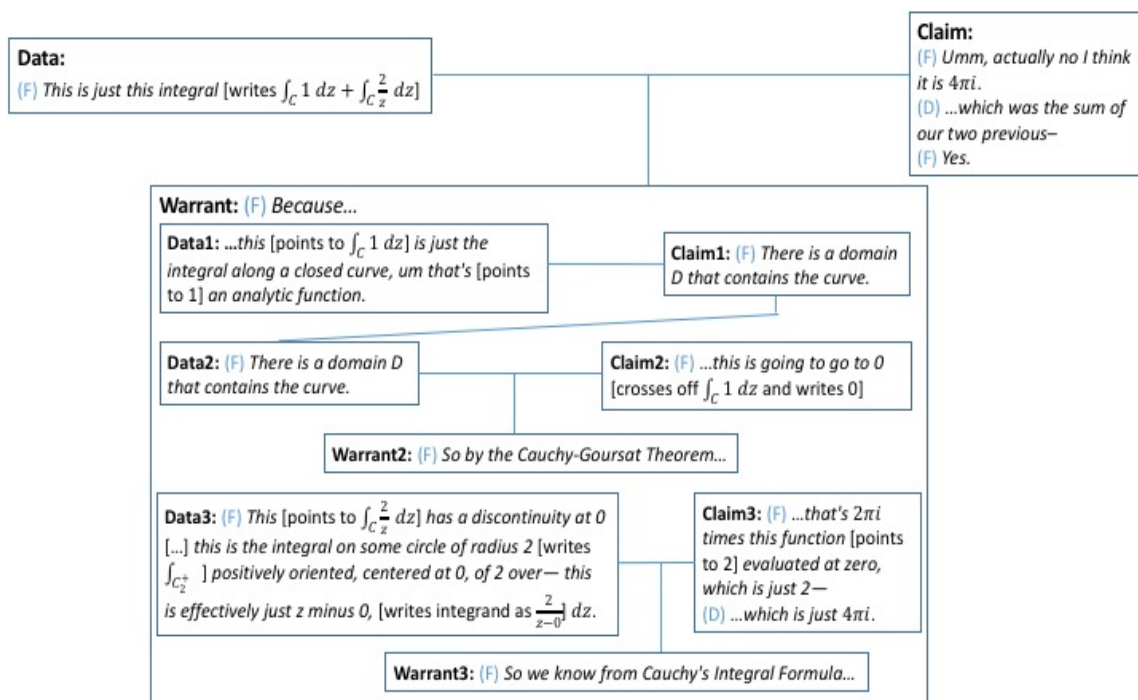 Data:
(F) This is just this integral [writes ∫_C 1 dz + ∫_C 2/z dz]
Claim:
(F) Umm, actually no I think
it is 4πi.
(D) ...which was the sum of
our two previous–
(F) Yes.
Warrant: (F) Because...
Data1: ...this [points to ∫_C 1 dz] is just the
integral along a closed curve, um that's [points
to 1] an analytic function.
Claim1: (F) There is a domain
D that contains the curve.
Data2: (F) There is a domain D
that contains the curve.
Claim2: (F) ...this is going to go to 0
[crosses off ∫_C 1 dz and writes 0]
Warrant2: (F) So by the Cauchy-Goursat Theorem...
Data3: (F) This [points to ∫_C 2/z dz] has a discontinuity at 0
[...] this is the integral on some circle of radius 2 [writes
∫_{C_2^+} ] positively oriented, centered at 0, of 2 over— this
is effectively just z minus 0, [writes integrand as 2/(z−0)] dz.
Claim3: (F) ...that's 2πi
times this function [points
to 2] evaluated at zero,
which is just 2—
(D) ...which is just 4πi.
Warrant3: (F) So we know from Cauchy's Integral Formula...